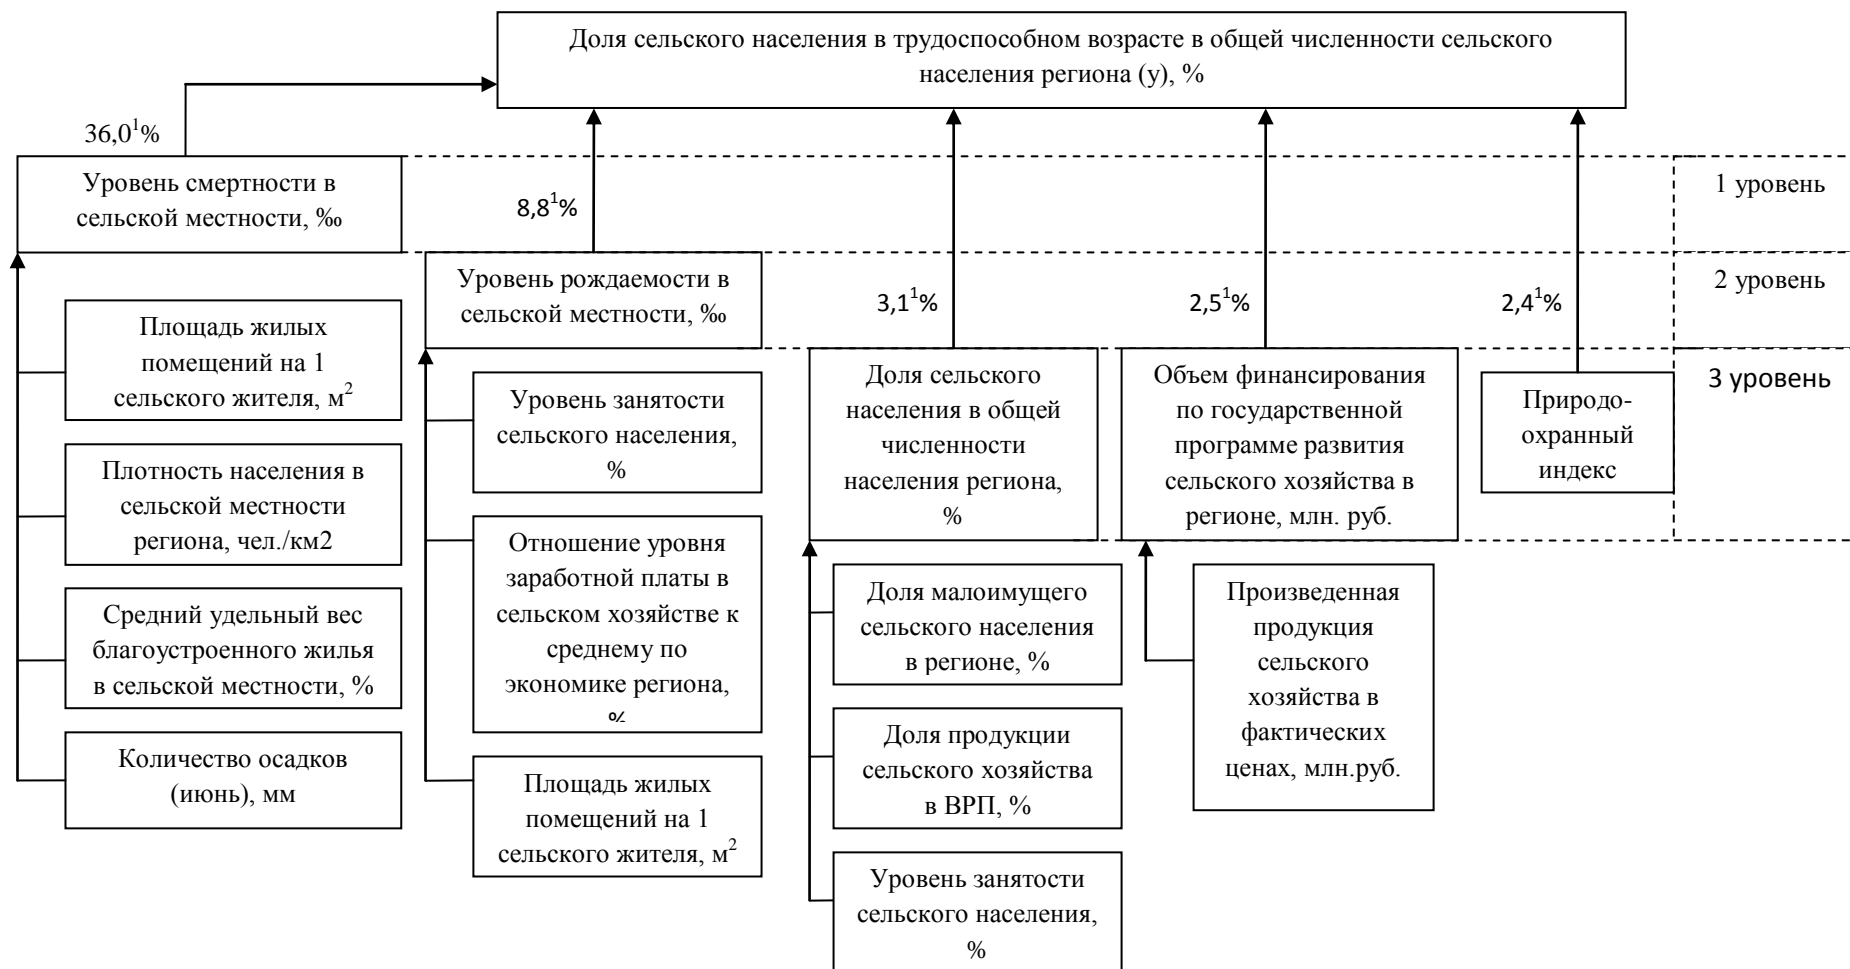 Доля сельского населения в трудоспособном возрасте в общей численности сельского
населения региона (у), %
36,0¹%
Уровень смертности в
сельской местности, ‰
1 уровень
8,8¹%
Уровень рождаемости в
сельской местности, ‰
2 уровень
3,1¹%
2,5¹%
2,4¹%
3 уровень
Площадь жилых
помещений на 1
сельского жителя, м²
Плотность населения в
сельской местности
региона, чел./км2
Средний удельный вес
благоустроенного жилья
в сельской местности, %
Количество осадков
(июнь), мм
Уровень занятости
сельского населения,
%
Отношение уровня
заработной платы в
сельском хозяйстве к
среднему по
экономике региона,
%
Площадь жилых
помещений на 1
сельского жителя, м²
Доля сельского
населения в общей
численности
населения региона,
%
Доля малоимущего
сельского населения
в регионе, %
Доля продукции
сельского хозяйства
в ВРП, %
Уровень занятости
сельского населения,
%
Объем финансирования
по государственной
программе развития
сельского хозяйства в
регионе, млн. руб.
Произведенная
продукция
сельского
хозяйства в
фактических
ценах, млн.руб.
Природо-
охранный
индекс